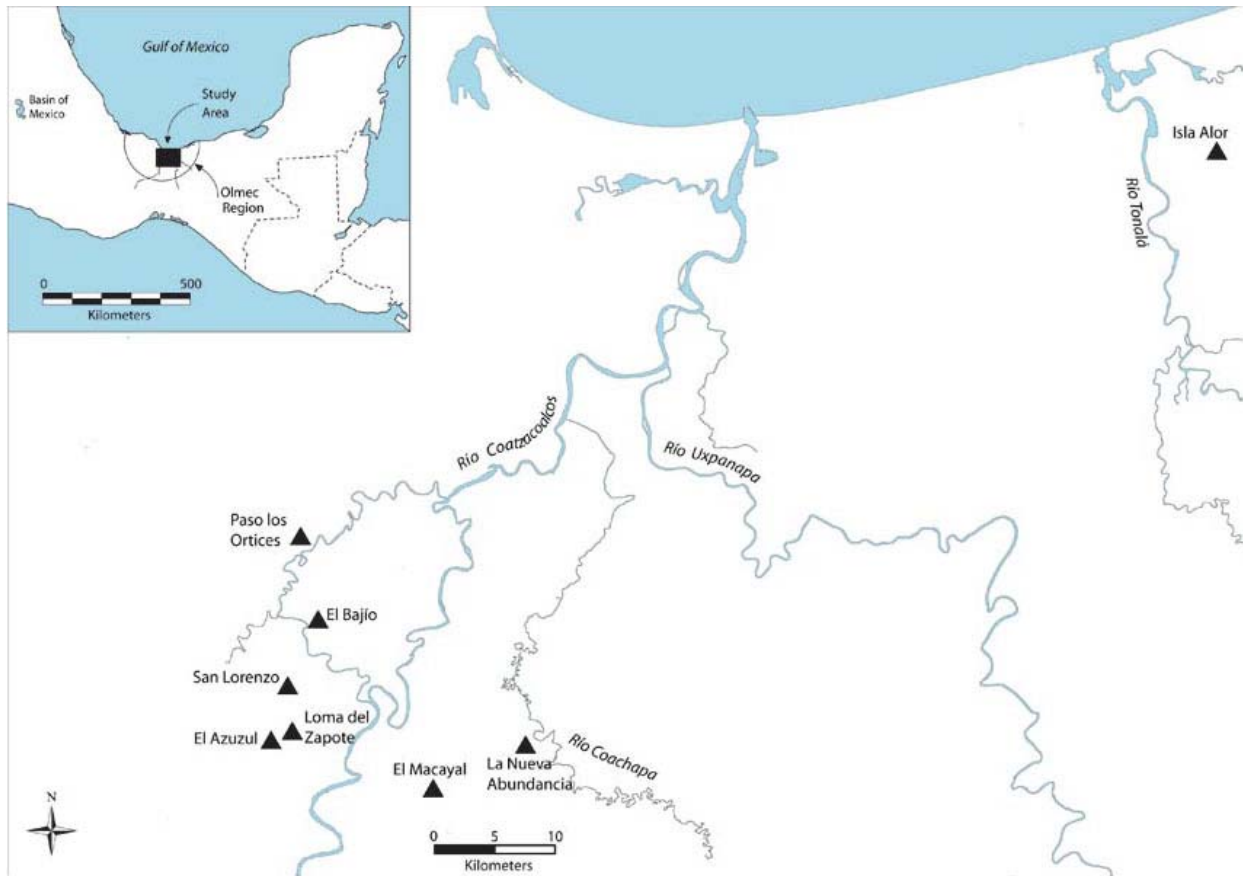 Gulf of Mexico
Basin of
Mexico
Study
Area
Olmec
Region
0 500
Kilometers
Isla Alor
Río Tonalá
Río Coatzacoalcos
Río Uxpanapa
Paso los
Ortices
El Bajío
San Lorenzo
Loma del
Zapote
El Azuzul
El Macayal
La Nueva
Abundancia
Río Coachapa
N
0 5 10
Kilometers